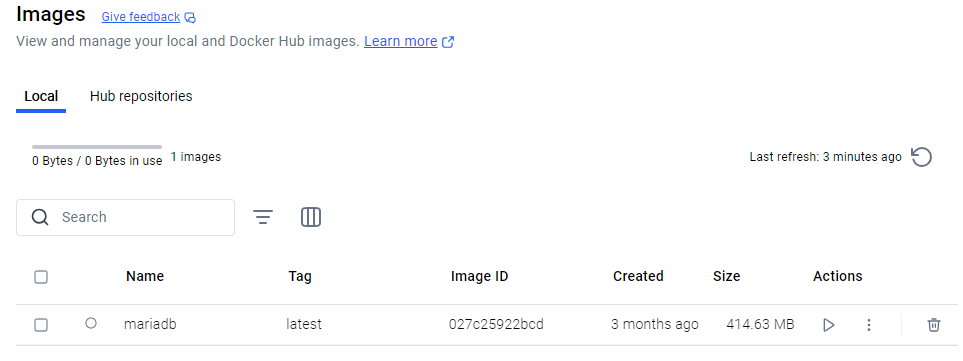 Images Give feedback
View and manage your local and Docker Hub images. Learn more
Local Hub repositories
0 Bytes / 0 Bytes in use 1 images Last refresh: 3 minutes ago
Search
Name Tag Image ID Created Size Actions
mariadb latest 027c25922bcd 3 months ago 414.63 MB